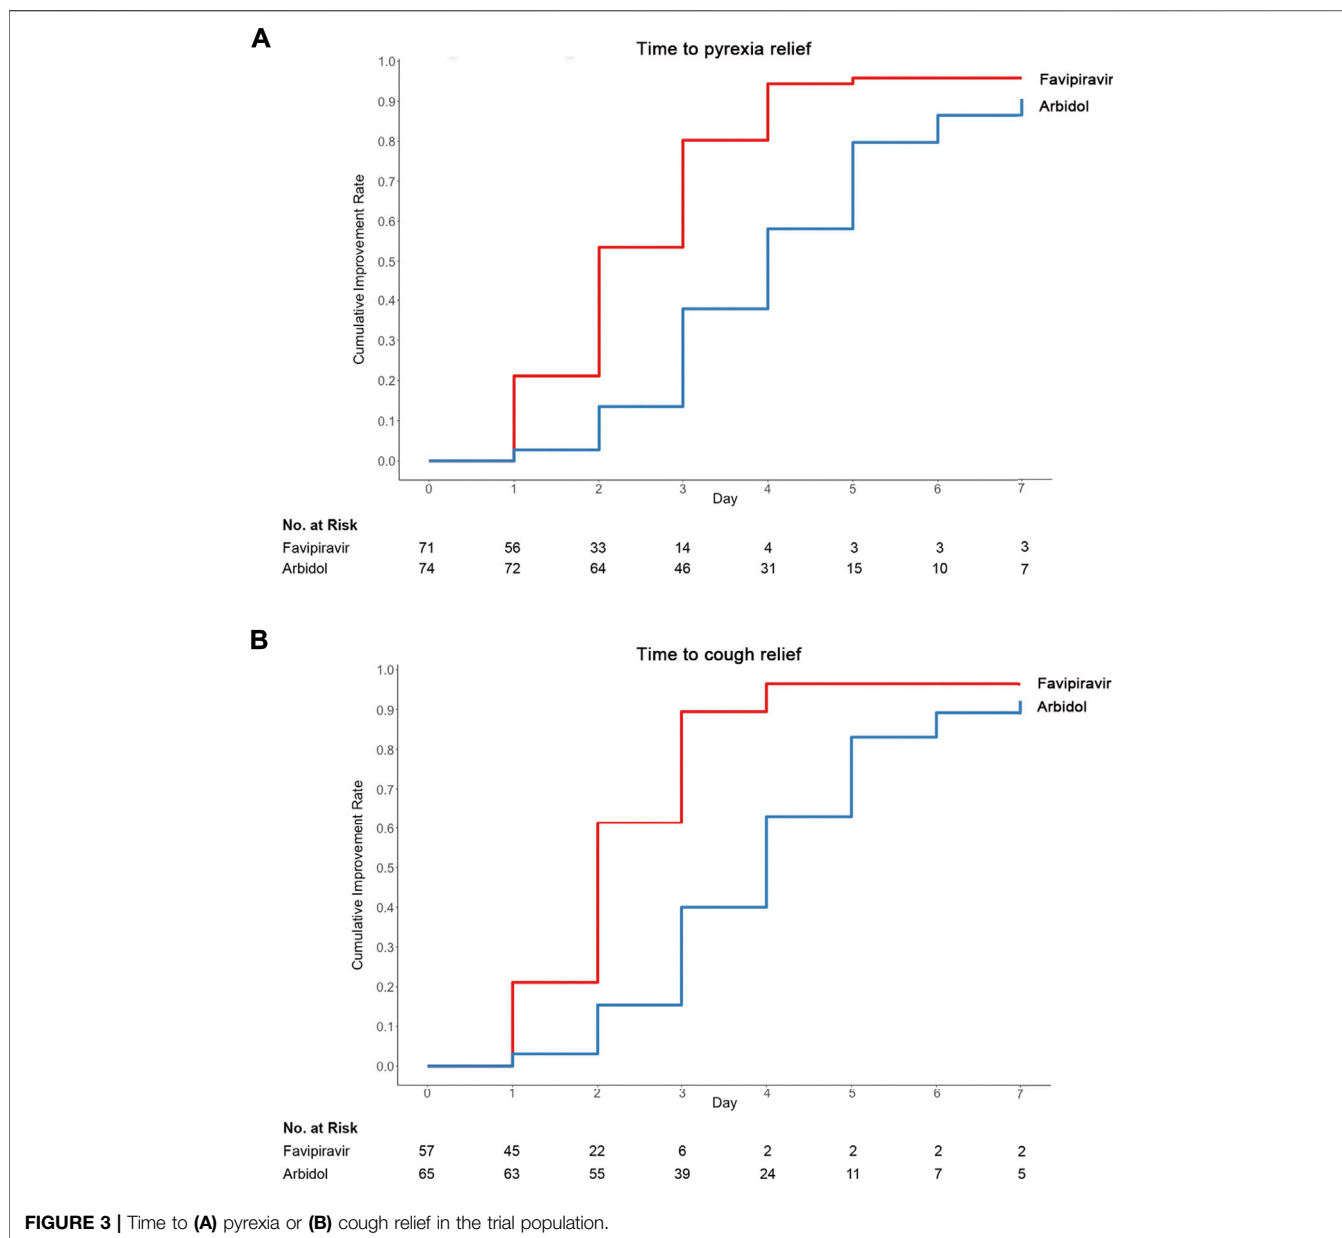 A
Time to pyrexia relief
1.0
0.9
0.8
0.7
0.6
0.5
0.4
0.3
0.2
0.1
0.0
Cumulative Improvement Rate
Favipiravir
Arbidol
0 1 2 3 4 5 6 7
Day
No. at Risk
Favipiravir 71 56 33 14 4 3 3 3
Arbidol 74 72 64 46 31 15 10 7
B
Time to cough relief
1.0
0.9
0.8
0.7
0.6
0.5
0.4
0.3
0.2
0.1
0.0
Cumulative Improvement Rate
Favipiravir
Arbidol
0 1 2 3 4 5 6 7
Day
No. at Risk
Favipiravir 57 45 22 6 2 2 2 2
Arbidol 65 63 55 39 24 11 7 5
FIGURE 3 | Time to (A) pyrexia or (B) cough relief in the trial population.